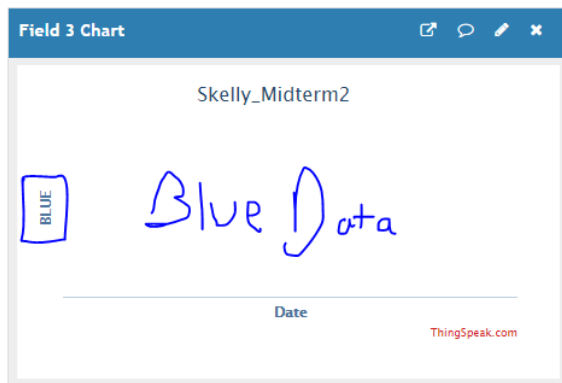 Field 3 Chart
Skelly_Midterm2
BLUE
Blue Data
Date
ThingSpeak.com